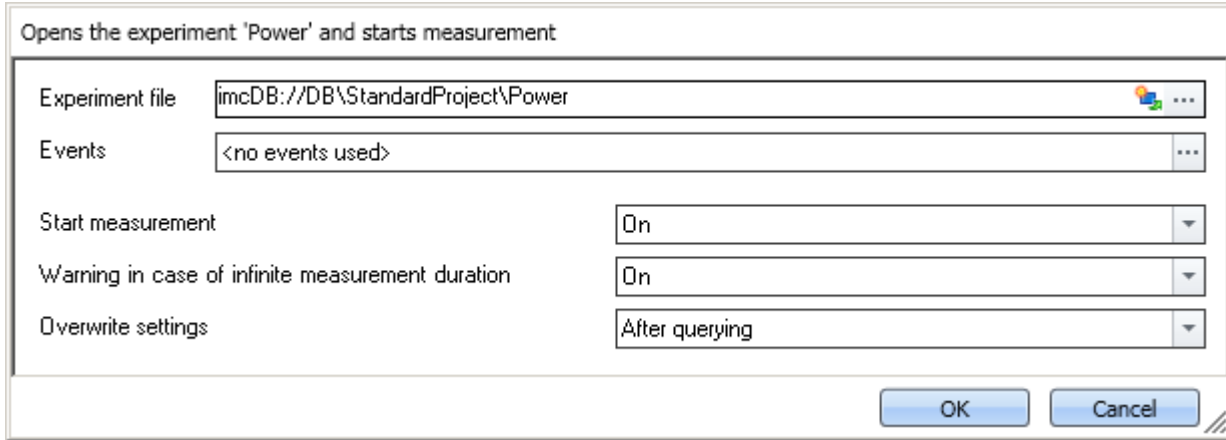 Opens the experiment 'Power' and starts measurement
Experiment file imcDB://DB\StandardProject\Power ...
Events <no events used> ...
Start measurement On
Warning in case of infinite measurement duration On
Overwrite settings After querying
OK Cancel